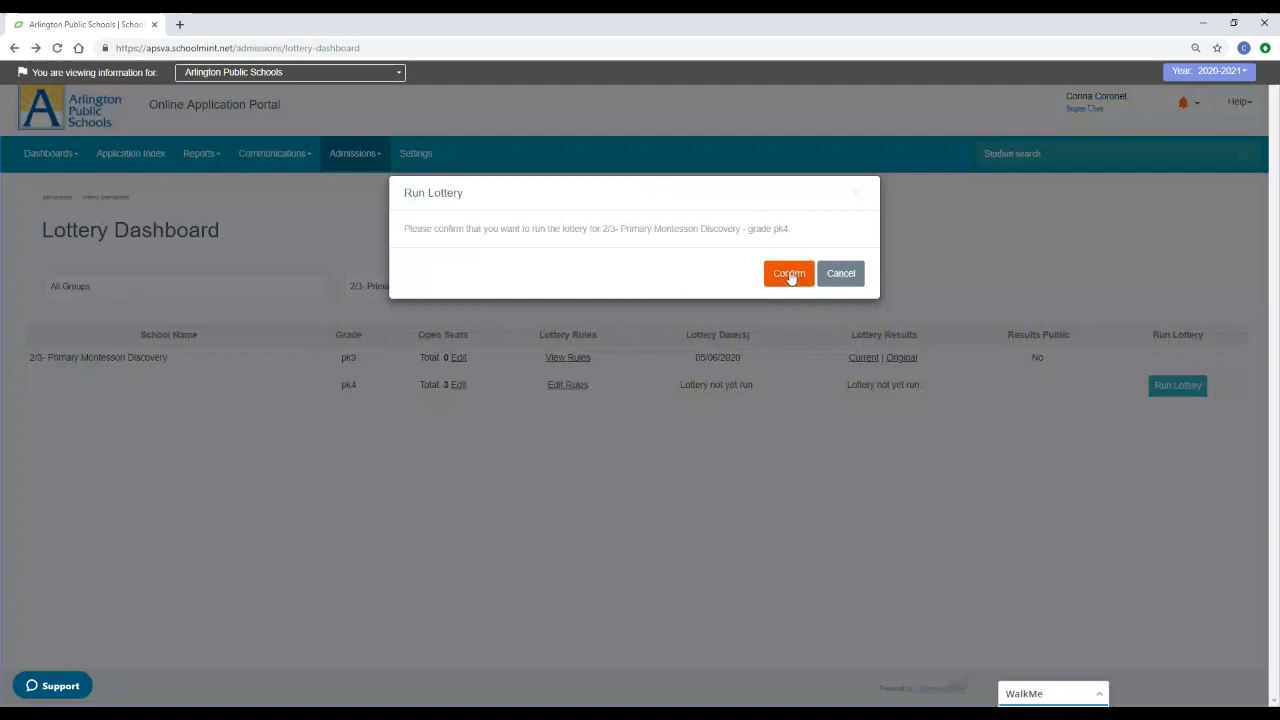 Arlington Public Schools | School
https://apsva.schoolmint.net/admissions/lottery-dashboard
You are viewing information for: Arlington Public Schools Year: 2020-2021
Arlington Public Schools
Online Application Portal
Corina Coronel
Super User
Help
Dashboards Application Index Reports Communications Admissions Settings Student search
Run Lottery
Please confirm that you want to run the lottery for 2/3- Primary Montessori Discovery - grade pk4.
Confirm Cancel
Admissions Lottery Dashboard
Lottery Dashboard
All Groups 2/3- Prima
School Name Grade Open Seats Lottery Rules Lottery Date(s) Lottery Results Results Public Run Lottery
2/3- Primary Montessori Discovery pk3 Total: 0 Edit View Rules 05/06/2020 Current | Original No
pk4 Total: 3 Edit Edit Rules Lottery not yet run Lottery not yet run. Run Lottery
Support
Powered by
WalkMe
C